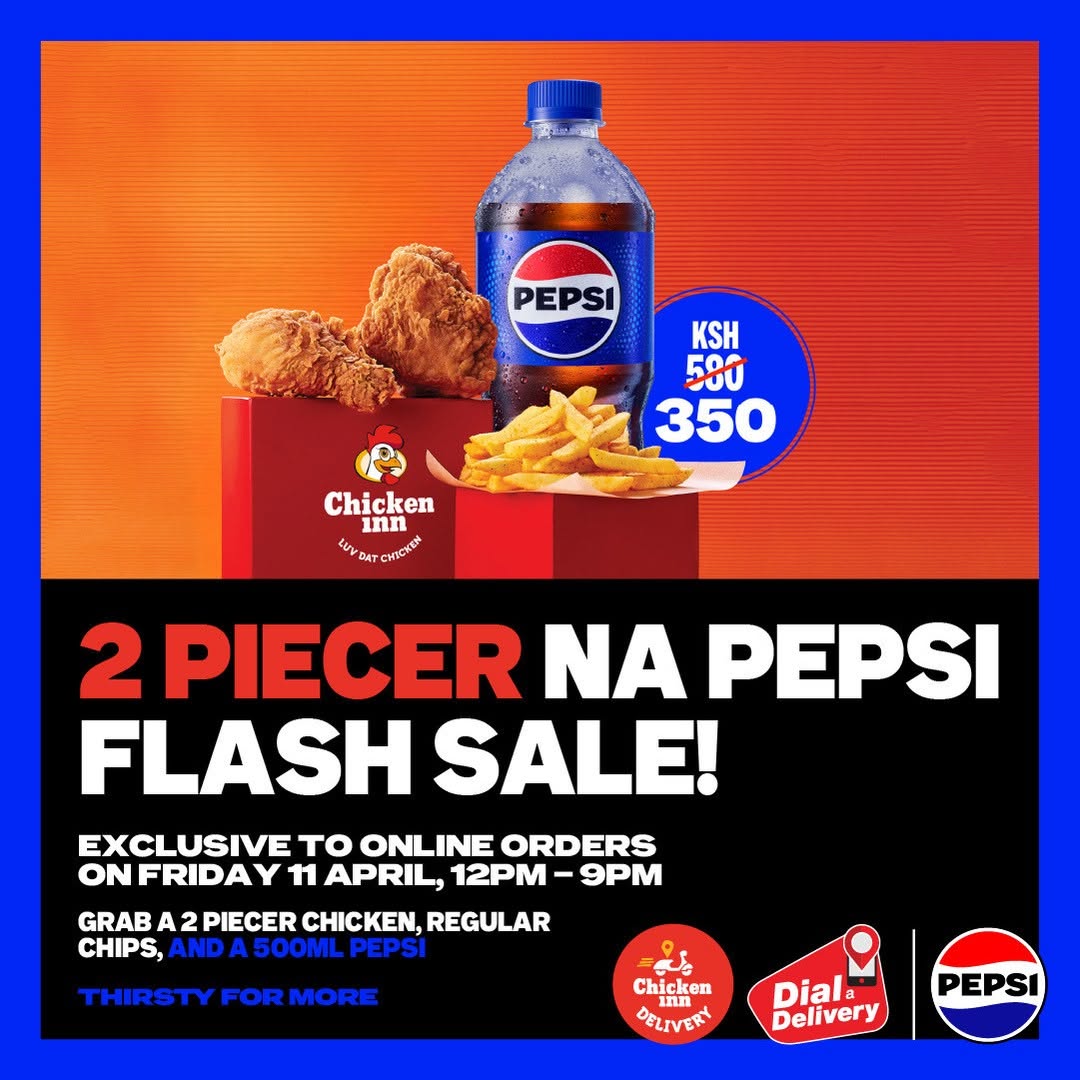 PEPSI
KSH
580
350
Chicken
inn
LUV DAT CHICKEN
2 PIECER NA PEPSI
FLASH SALE!
EXCLUSIVE TO ONLINE ORDERS
ON FRIDAY 11 APRIL, 12PM – 9PM
GRAB A 2 PIECER CHICKEN, REGULAR
CHIPS, AND A 500ML PEPSI
THIRSTY FOR MORE
Chicken
inn
DELIVERY
Dial a
Delivery
PEPSI